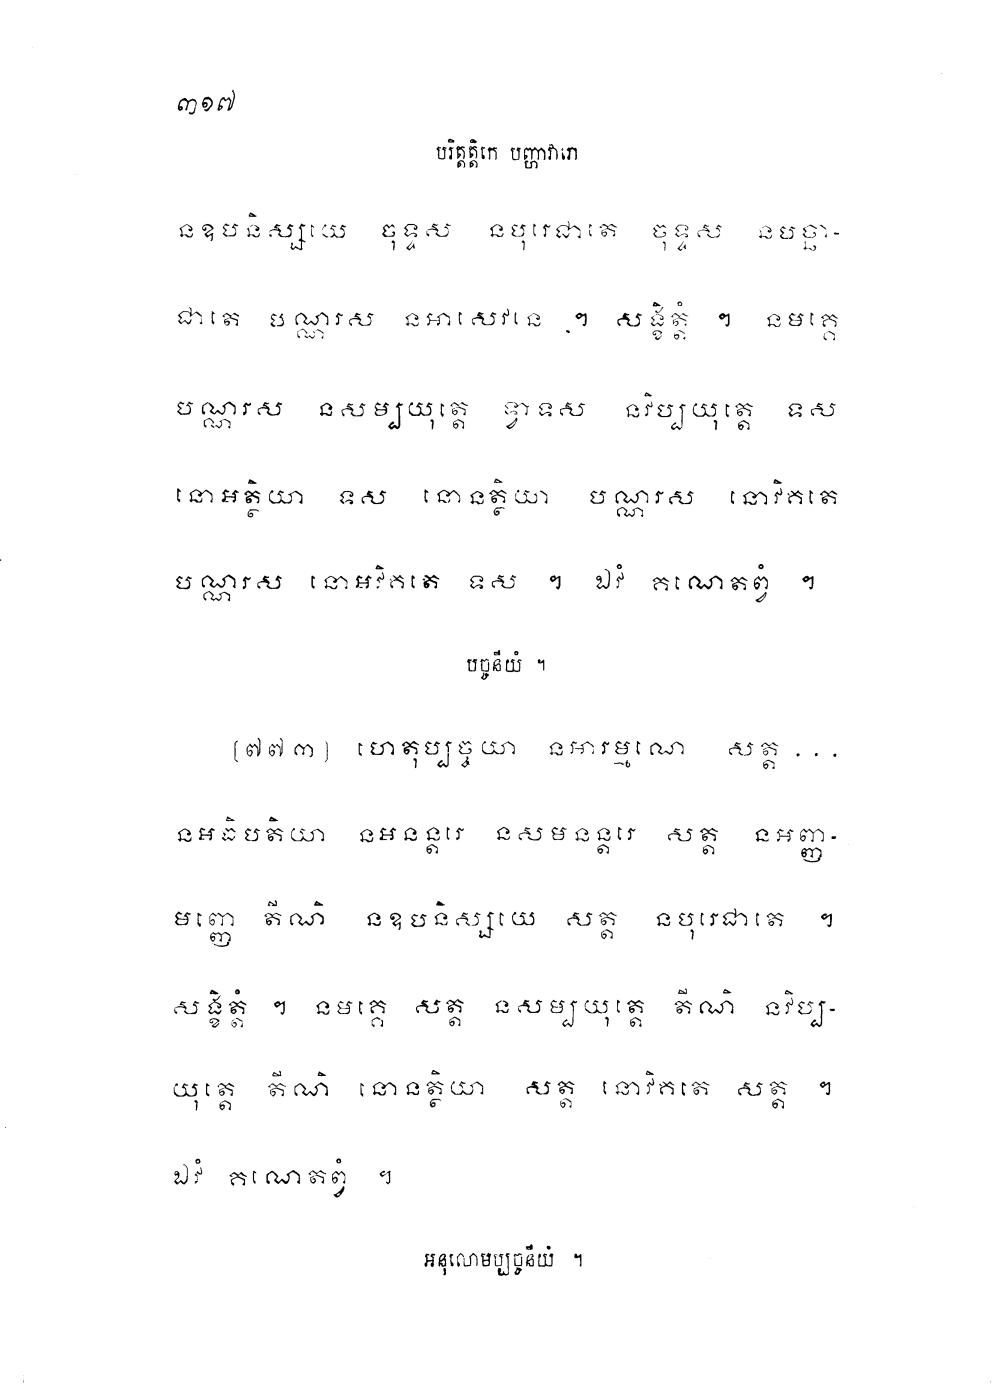 ៣១៧
បរិត្តត្តិកេ បញ្ហាវារោ
នឧបនិស្សយេ ចុទ្ទស នបុរេជាតេ ចុទ្ទស នបច្ឆា-
ជាតេ បណ្ណរស នអាសេវនេ ។ សង្ខិត្តំ ។ នមគ្គេ
បណ្ណរស នសម្បយុត្តេ ទ្វាទស នវិប្បយុត្តេ ទស
នោអត្ថិយា ទស នោនត្ថិយា បណ្ណរស នោវិគតេ
បណ្ណរស នោអវិគតេ ទស ។ ឯវំ គណេតព្វំ ។
បច្ចនីយំ ។
(៧៧៣) ហេតុប្បច្ចយា នអារម្មណេ សត្ត ...
នអធិបតិយា នអនន្តរេ នសមនន្តរេ សត្ត នអញ្ញ-
មញ្ញេ តីណិ នឧបនិស្សយេ សត្ត នបុរេជាតេ ។
សង្ខិត្តំ ។ នមគ្គេ សត្ត នសម្បយុត្តេ តីណិ នវិប្ប-
យុត្តេ តីណិ នោនត្ថិយា សត្ត នោវិគតេ សត្ត ។
ឯវំ គណេតព្វំ ។
អនុលោមប្បច្ចនីយំ ។